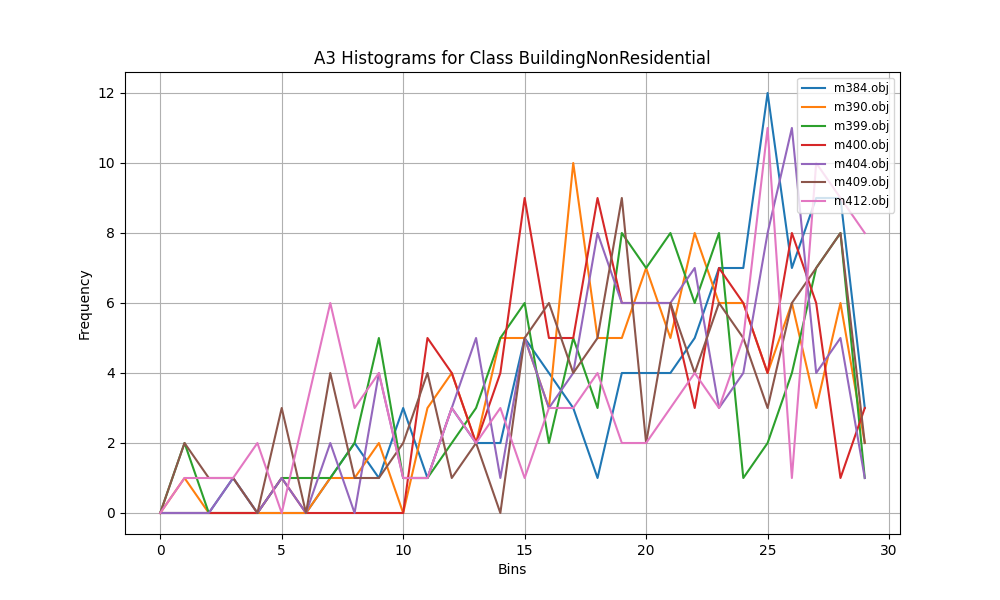 A3 Histograms for Class BuildingNonResidential
m384.obj
m390.obj
m399.obj
m400.obj
m404.obj
m409.obj
m412.obj
12
10
8
6
4
2
0
Frequency
0 5 10 15 20 25 30
Bins